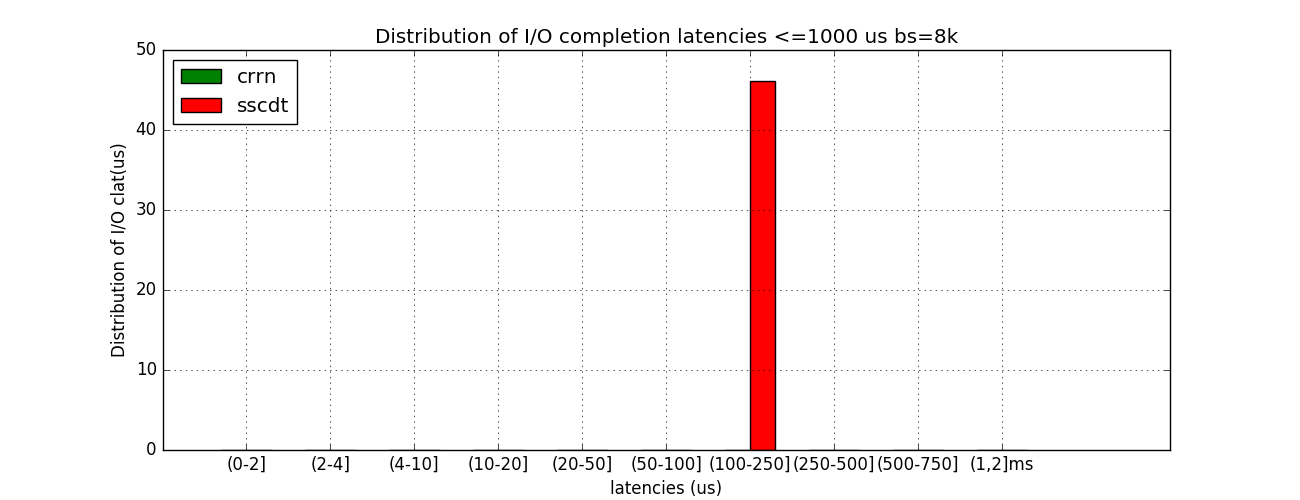 Distribution of I/O completion latencies <=1000 us bs=8k
50
40
30
20
10
0
Distribution of I/O clat(us)
crrn
sscdt
(0-2] (2-4] (4-10] (10-20] (20-50] (50-100] (100-250] (250-500] (500-750] (1,2]ms
latencies (us)